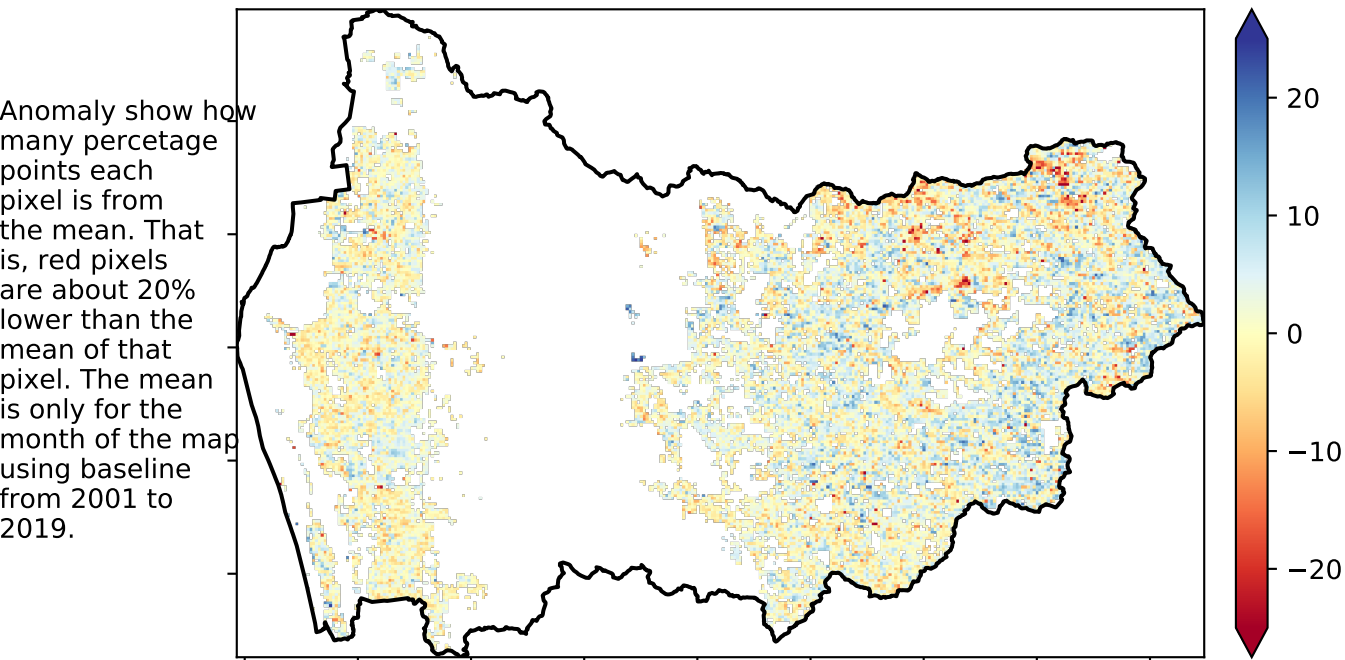 Anomaly show how
many percetage
points each
pixel is from
the mean. That
is, red pixels
are about 20%
lower than the
mean of that
pixel. The mean
is only for the
month of the map
using baseline
from 2001 to
2019.
20
10
0
−10
−20